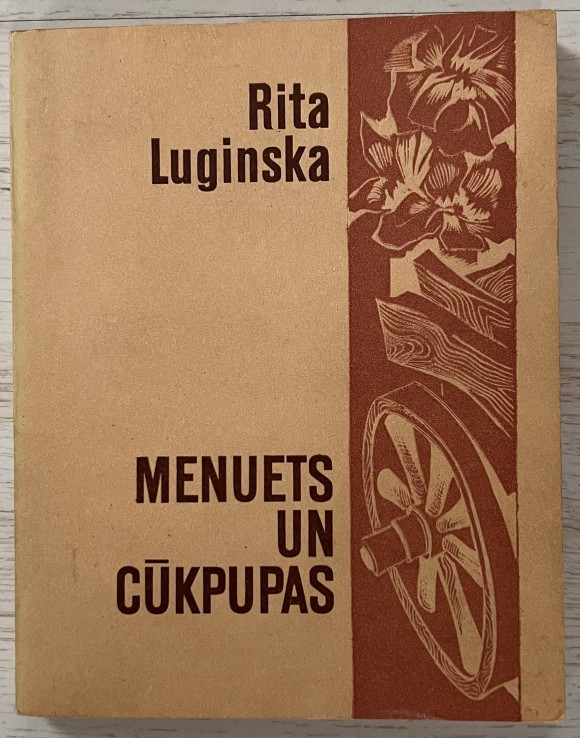 Rita
Luginska
MENUETS
UN
CŪKPUPAS